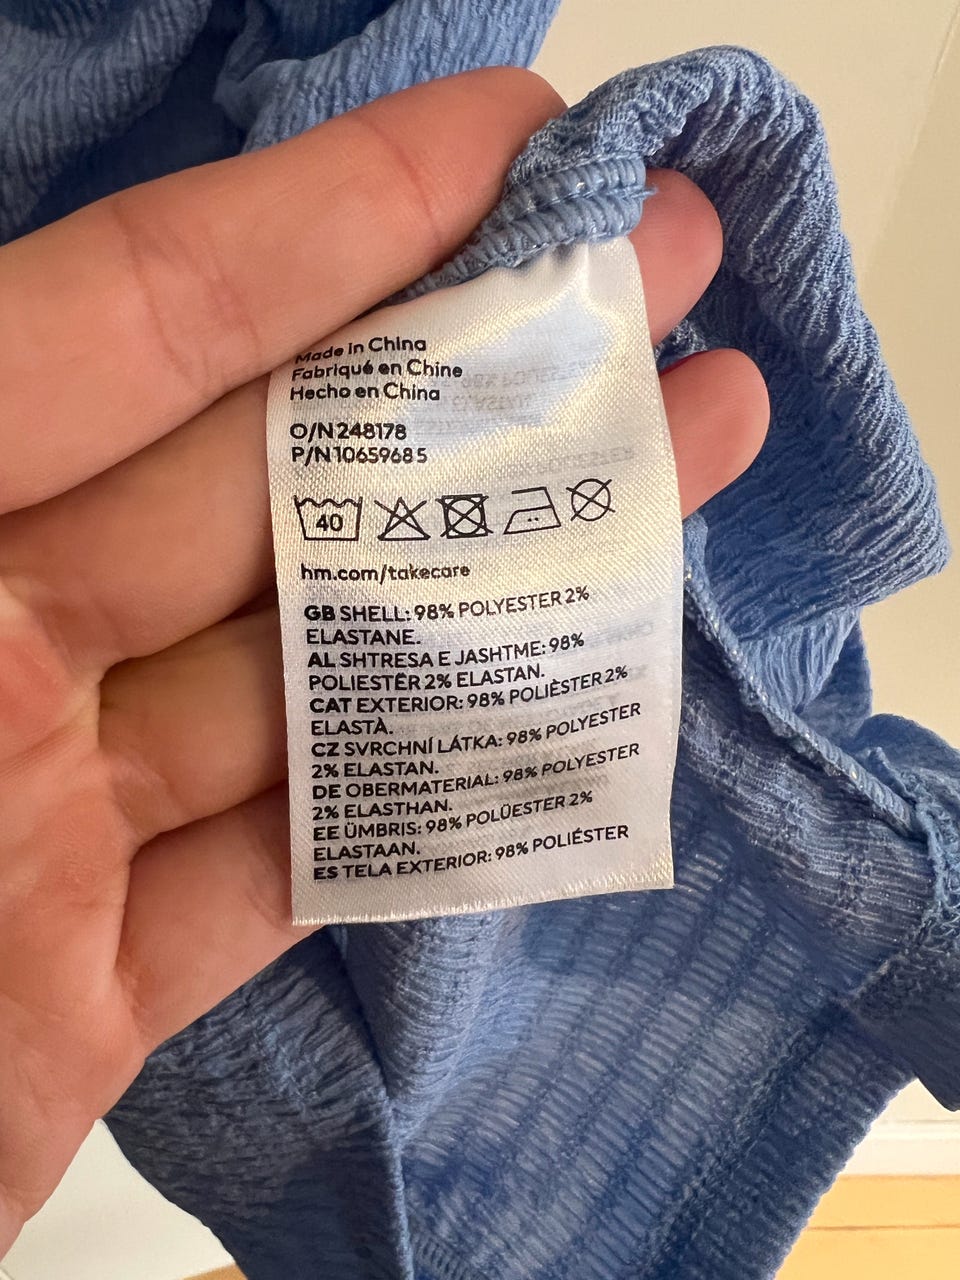 Made in China
Fabriqué en Chine
Hecho en China
O/N 248178
P/N 10659685
40
hm.com/takecare
GB SHELL: 98% POLYESTER 2%
ELASTANE.
AL SHTRESA E JASHTME: 98%
POLIESTËR 2% ELASTAN.
CAT EXTERIOR: 98% POLIÈSTER 2%
ELASTÀ.
CZ SVRCHNÍ LÁTKA: 98% POLYESTER
2% ELASTAN.
DE OBERMATERIAL: 98% POLYESTER
2% ELASTHAN.
EE ÜMBRIS: 98% POLÜESTER 2%
ELASTAAN.
ES TELA EXTERIOR: 98% POLIÉSTER